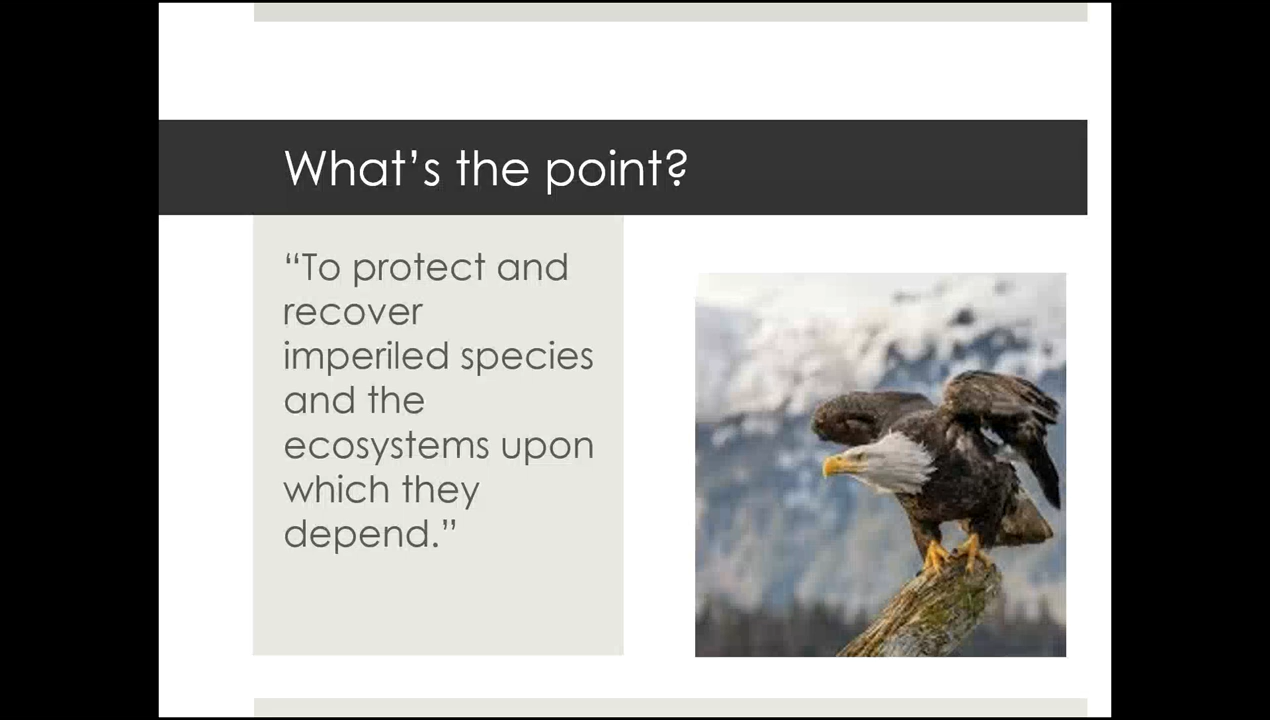 What’s the point?
“To protect and
recover
imperiled species
and the
ecosystems upon
which they
depend.”